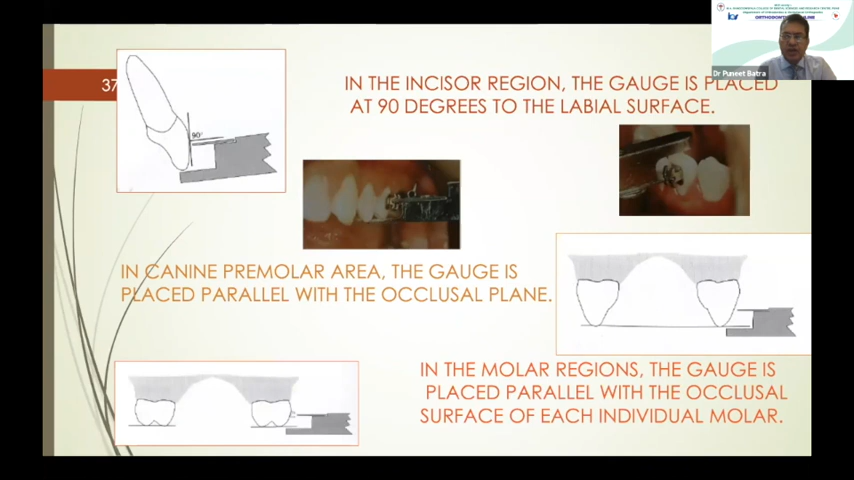 37
90°
IN THE INCISOR REGION, THE GAUGE IS PLACED
AT 90 DEGREES TO THE LABIAL SURFACE.
Dr Puneet Batra
IN CANINE PREMOLAR AREA, THE GAUGE IS
PLACED PARALLEL WITH THE OCCLUSAL PLANE.
IN THE MOLAR REGIONS, THE GAUGE IS
PLACED PARALLEL WITH THE OCCLUSAL
SURFACE OF EACH INDIVIDUAL MOLAR.